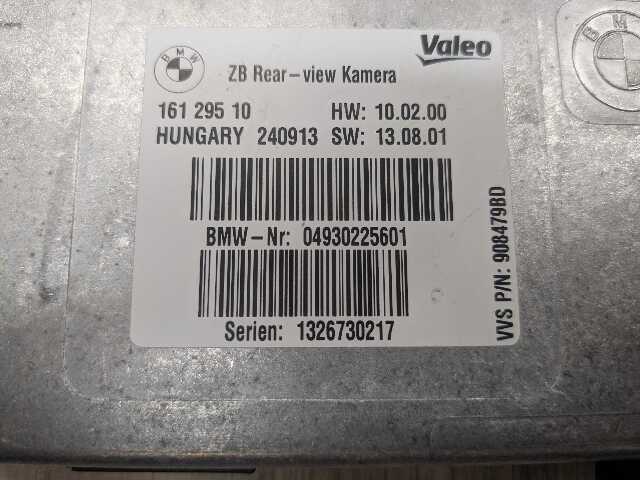 BMW
Valeo
ZB Rear-view Kamera
161 295 10 HW: 10.02.00
HUNGARY 240913 SW: 13.08.01
BMW-Nr: 04930225601
Serien: 1326730217
VVS P/N: 908479BD